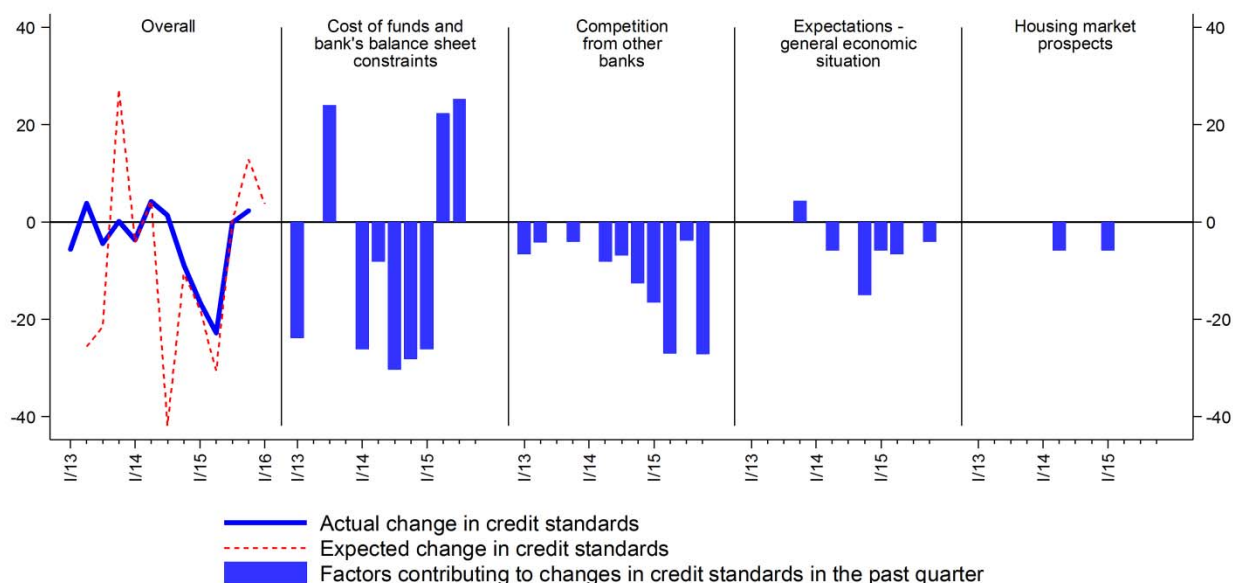 Overall
Cost of funds and
bank's balance sheet
constraints
Competition
from other
banks
Expectations -
general economic
situation
Housing market
prospects
40
20
0
-20
-40
40
20
0
-20
-40
I/13
I/14
I/15
I/16
I/13
I/14
I/15
I/13
I/14
I/15
I/13
I/14
I/15
I/13
I/14
I/15
Actual change in credit standards
Expected change in credit standards
Factors contributing to changes in credit standards in the past quarter